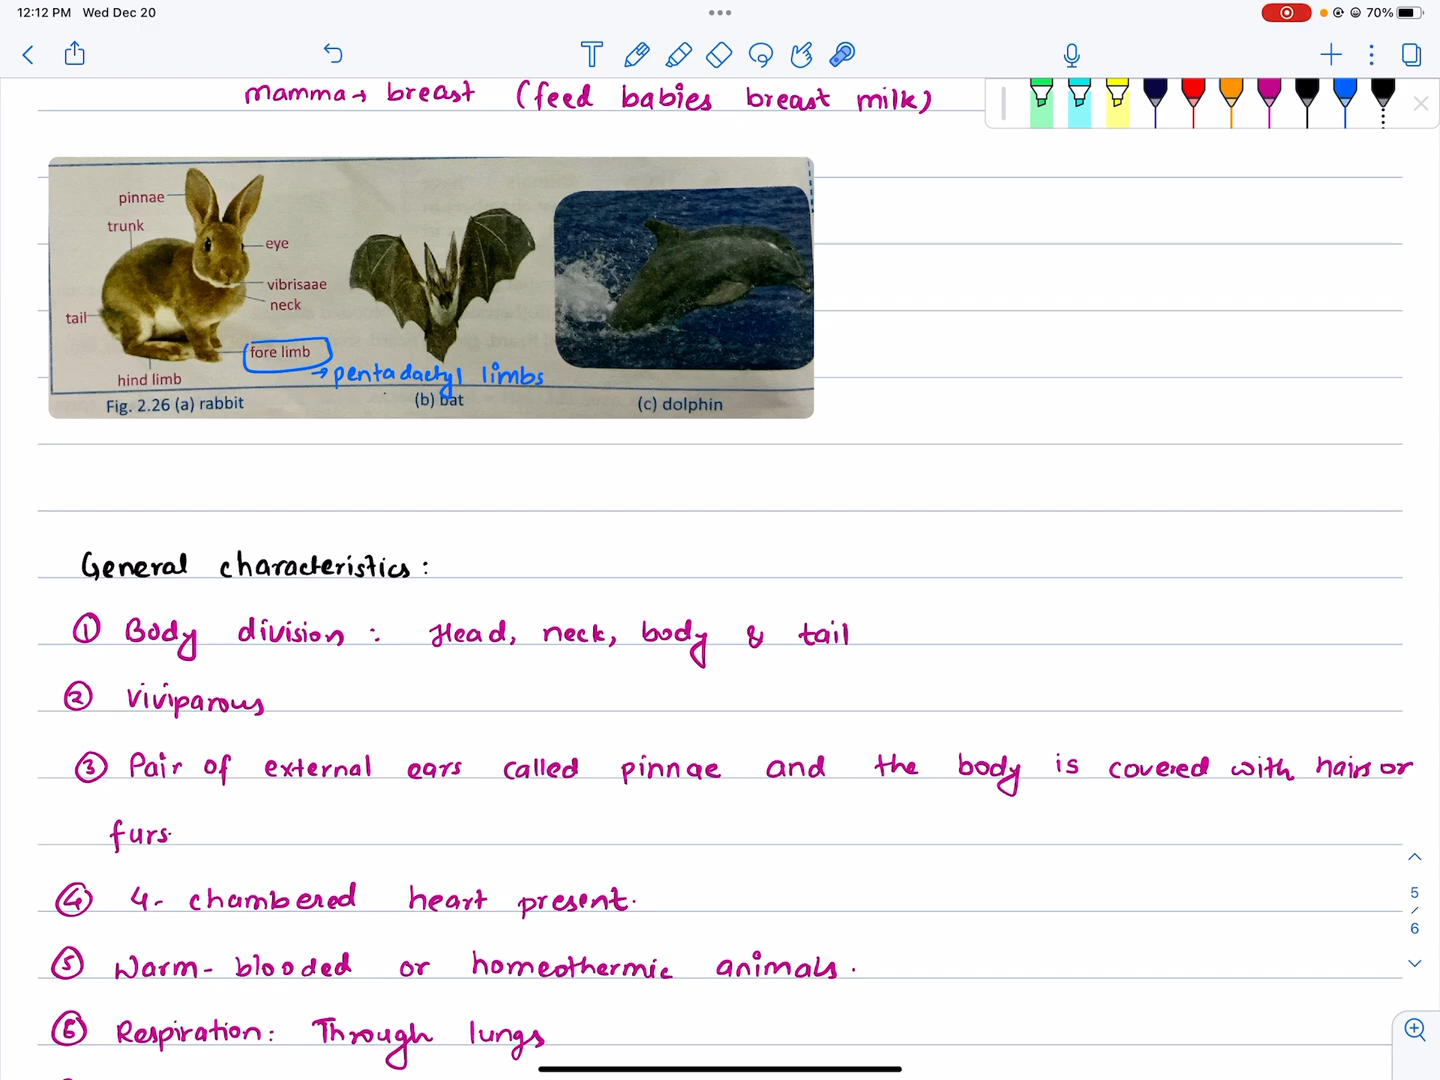 12:12 PM Wed Dec 20
70%
mamma → breast (feed babies breast milk)
pinnae
trunk
eye
vibrisaae
neck
tail
fore limb
→ pentadactyl limbs
hind limb
Fig. 2.26 (a) rabbit
(b) bat
(c) dolphin
General characteristics:
① Body division : Head, neck, body & tail
② Viviparous
③ Pair of external ears called pinnae and the body is covered with hairs or
furs.
④ 4- chambered heart present.
⑤ Warm-blooded or homeothermic animals.
⑥ Respiration: Through lungs
5
/
6